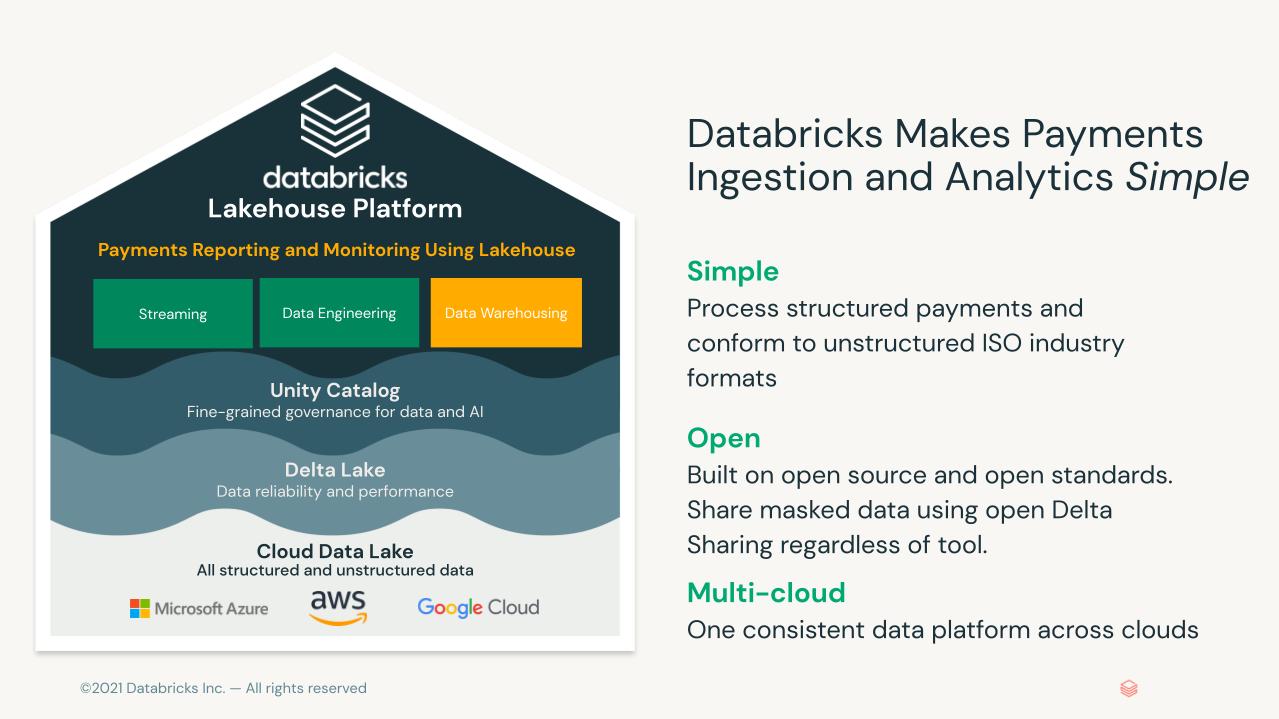 databricks
Lakehouse Platform
Payments Reporting and Monitoring Using Lakehouse
Streaming
Data Engineering
Data Warehousing
Unity Catalog
Fine-grained governance for data and AI
Delta Lake
Data reliability and performance
Cloud Data Lake
All structured and unstructured data
Microsoft Azure
aws
Google Cloud
Databricks Makes Payments
Ingestion and Analytics Simple
Simple
Process structured payments and
conform to unstructured ISO industry
formats
Open
Built on open source and open standards.
Share masked data using open Delta
Sharing regardless of tool.
Multi-cloud
One consistent data platform across clouds
©2021 Databricks Inc. — All rights reserved